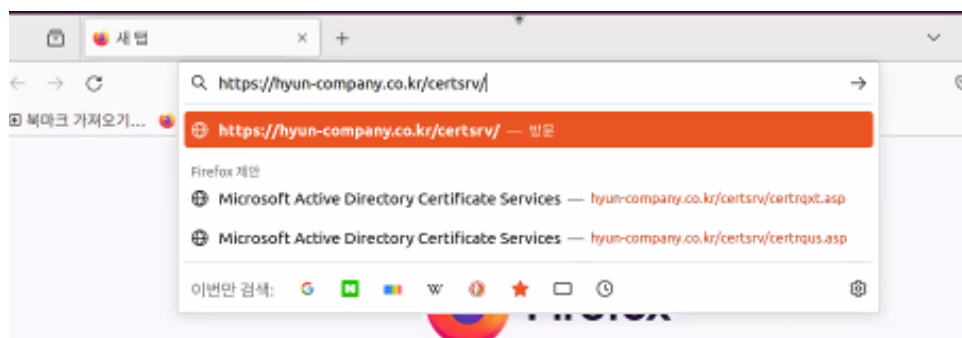 새 탭
https://hyun-company.co.kr/certsrv/
북마크 가져오기...
https://hyun-company.co.kr/certsrv/ — 방문
Firefox 제안
Microsoft Active Directory Certificate Services — hyun-company.co.kr/certsrv/certrqxt.asp
Microsoft Active Directory Certificate Services — hyun-company.co.kr/certsrv/certrqus.asp
이번만 검색: